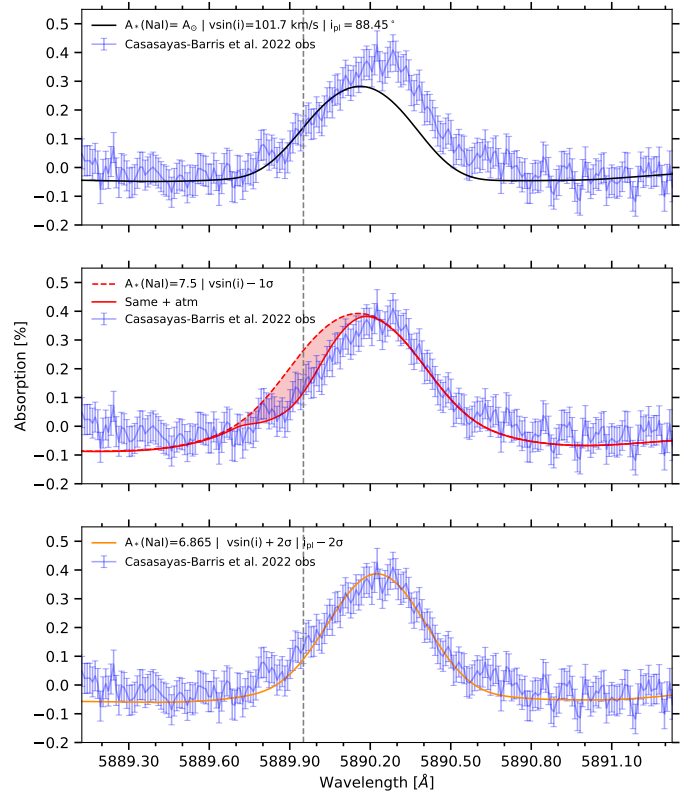 A*(NaI)= A⊙ | vsin(i)=101.7 km/s | i_pl = 88.45°
Casasayas-Barris et al. 2022 obs
0.5
0.4
0.3
0.2
0.1
0.0
−0.1
−0.2
A*(NaI)=7.5 | vsin(i) − 1σ
Same + atm
Casasayas-Barris et al. 2022 obs
0.5
0.4
0.3
0.2
0.1
0.0
−0.1
−0.2
Absorption [%]
A*(NaI)=6.865 | vsin(i) + 2σ | i_pl − 2σ
Casasayas-Barris et al. 2022 obs
0.5
0.4
0.3
0.2
0.1
0.0
−0.1
−0.2
5889.30 5889.60 5889.90 5890.20 5890.50 5890.80 5891.10
Wavelength [Å]